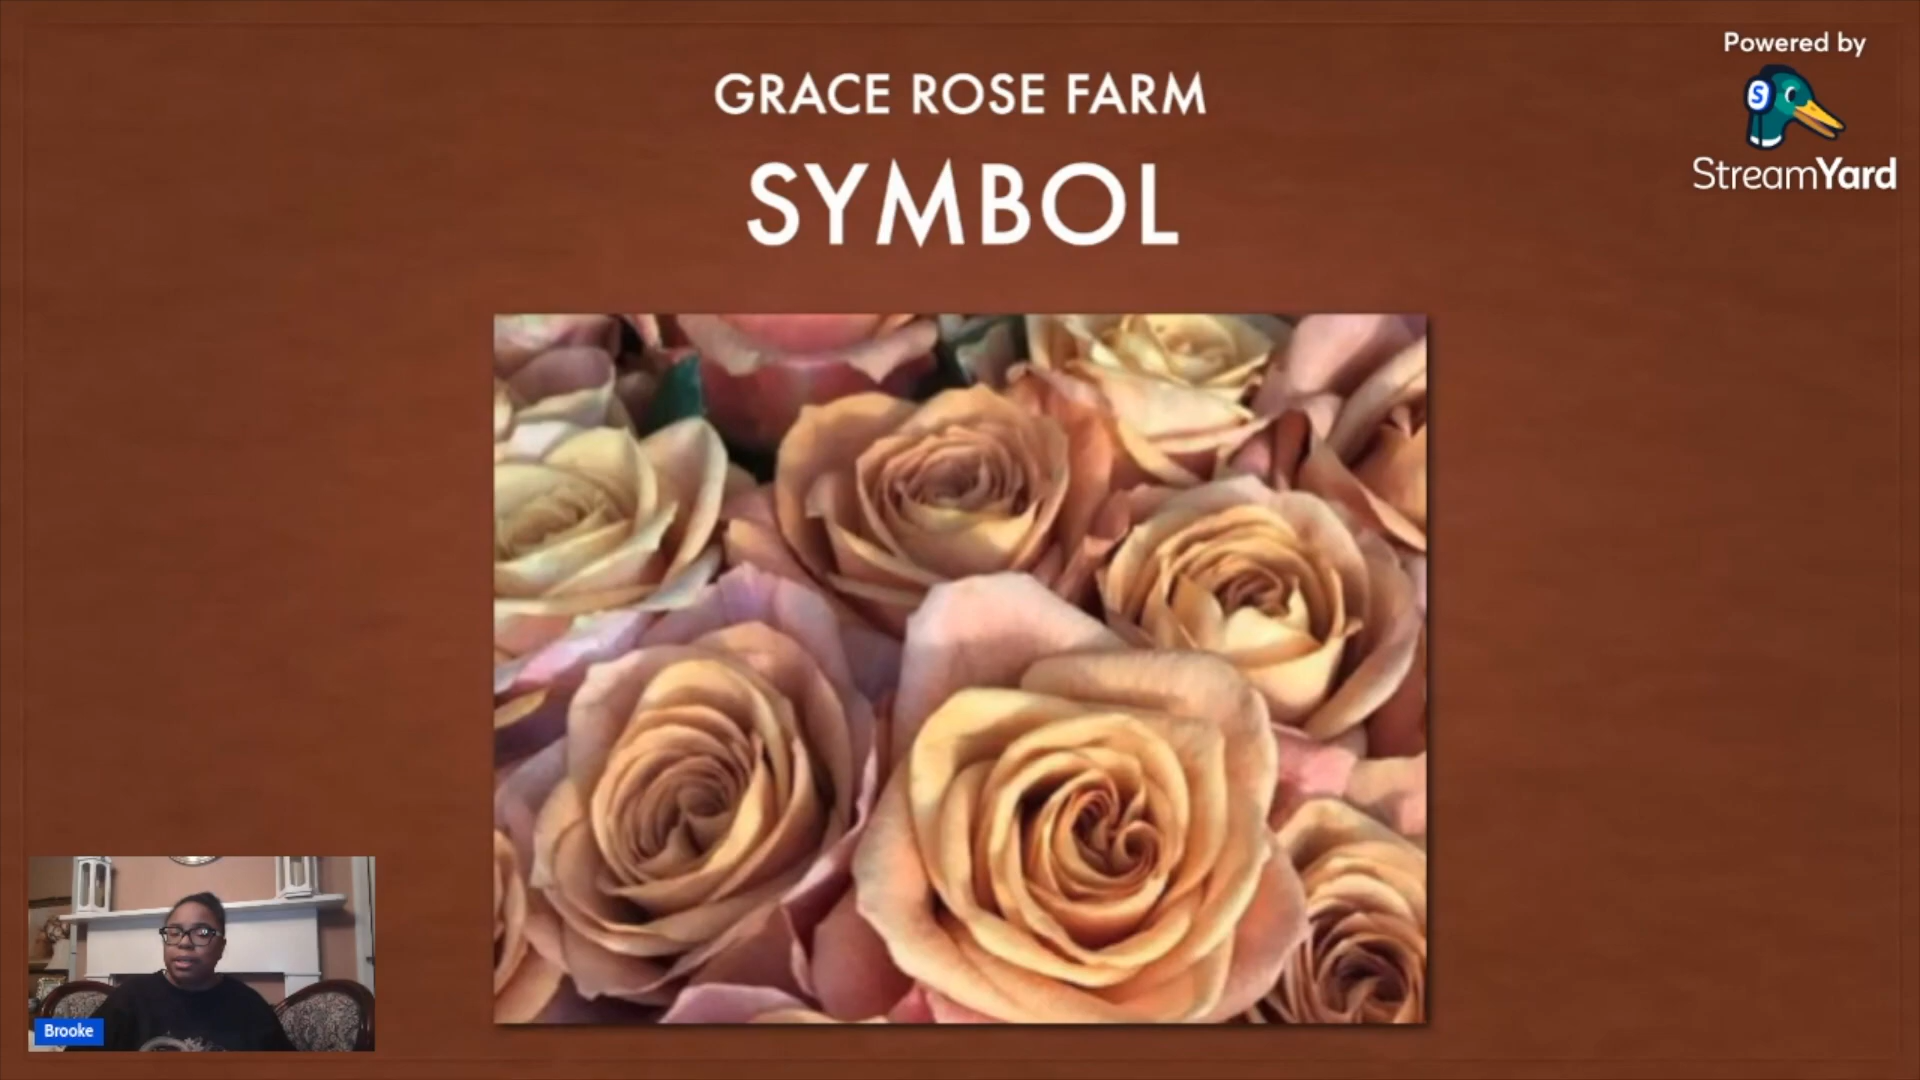 GRACE ROSE FARM
SYMBOL
Powered by
S
StreamYard
Brooke